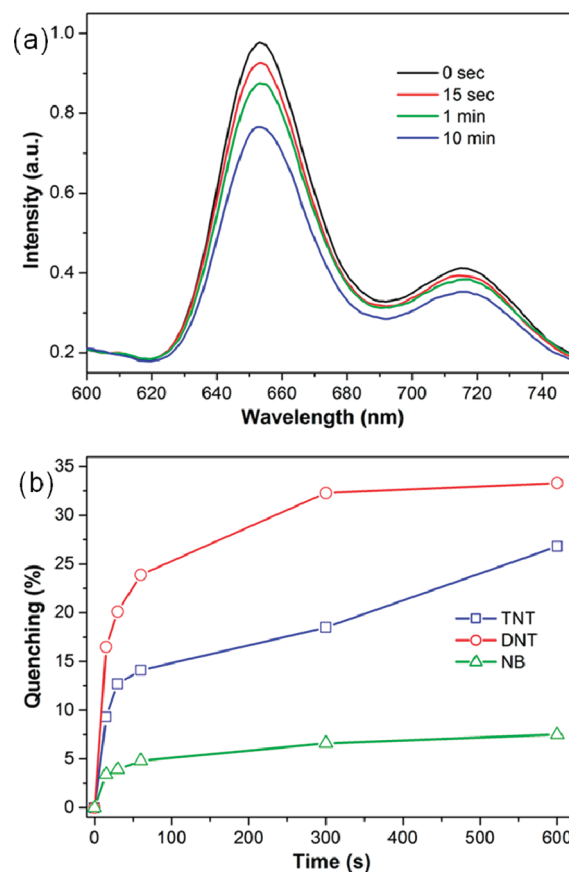 (a)
1.0
0.8
0.6
0.4
0.2
Intensity (a.u.)
0 sec
15 sec
1 min
10 min
600 620 640 660 680 700 720 740
Wavelength (nm)
(b)
35
30
25
20
15
10
5
0
Quenching (%)
TNT
DNT
NB
0 100 200 300 400 500 600
Time (s)